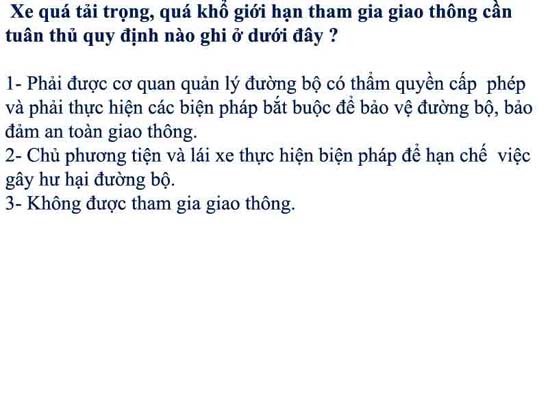 Xe quá tải trọng, quá khổ giới hạn tham gia giao thông cần
tuân thủ quy định nào ghi ở dưới đây ?
1- Phải được cơ quan quản lý đường bộ có thẩm quyền cấp phép
và phải thực hiện các biện pháp bắt buộc để bảo vệ đường bộ, bảo
đảm an toàn giao thông.
2- Chủ phương tiện và lái xe thực hiện biện pháp để hạn chế việc
gây hư hại đường bộ.
3- Không được tham gia giao thông.